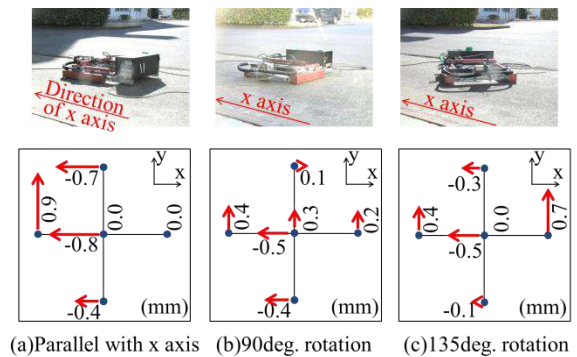 Direction
of x axis
x axis
x axis
y
x
-0.7
0.9
0.0
0.0
-0.8
-0.4
(mm)
y
x
0.1
0.4
0.3
0.2
-0.5
-0.4
(mm)
y
x
-0.3
0.4
0.0
0.7
-0.5
-0.1
(mm)
(a)Parallel with x axis (b)90deg. rotation (c)135deg. rotation